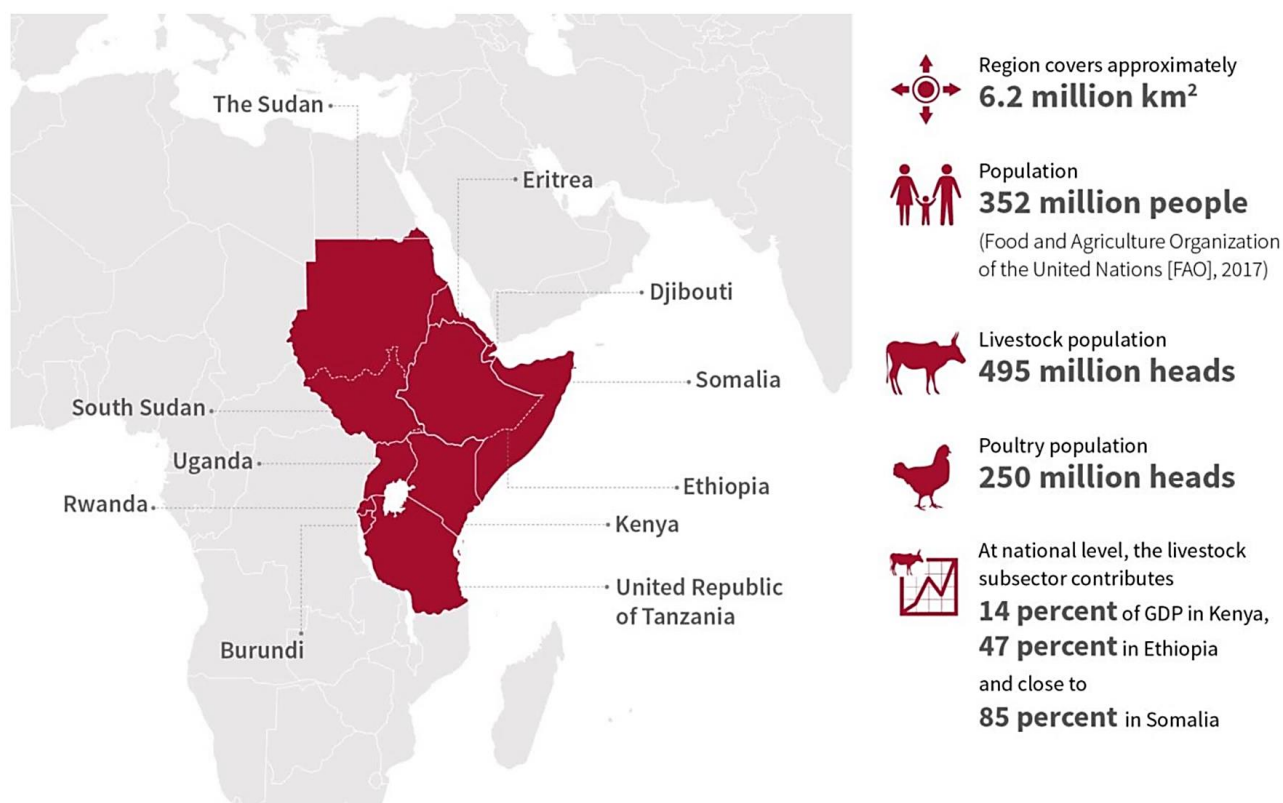 The Sudan
Eritrea
Djibouti
Somalia
South Sudan
Uganda
Ethiopia
Rwanda
Kenya
United Republic
of Tanzania
Burundi
Region covers approximately
6.2 million km²
Population
352 million people
(Food and Agriculture Organization
of the United Nations [FAO], 2017)
Livestock population
495 million heads
Poultry population
250 million heads
At national level, the livestock
subsector contributes
14 percent of GDP in Kenya,
47 percent in Ethiopia
and close to
85 percent in Somalia